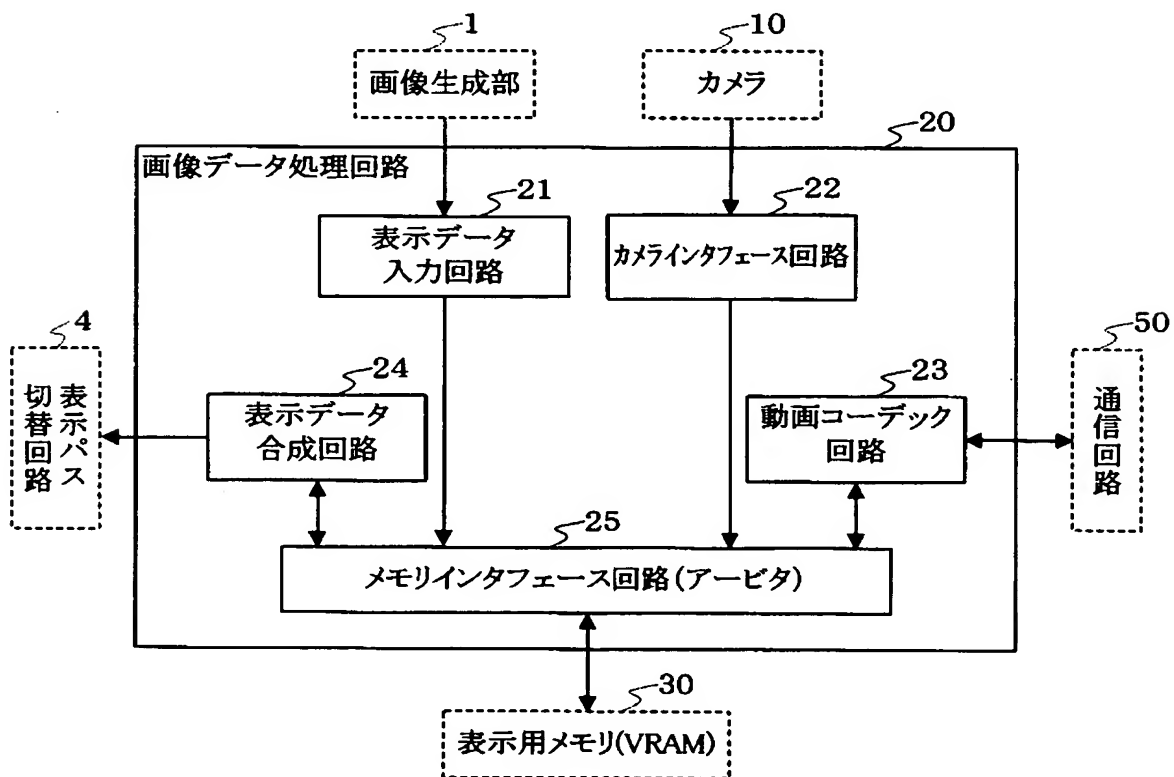 1
画像生成部
10
カメラ
20
画像データ処理回路
21
表示データ
入力回路
22
カメラインタフェース回路
4
表示パス
切替回路
24
表示データ
合成回路
23
動画コーデック
回路
50
通信回路
25
メモリインタフェース回路(アービタ)
30
表示用メモリ(VRAM)